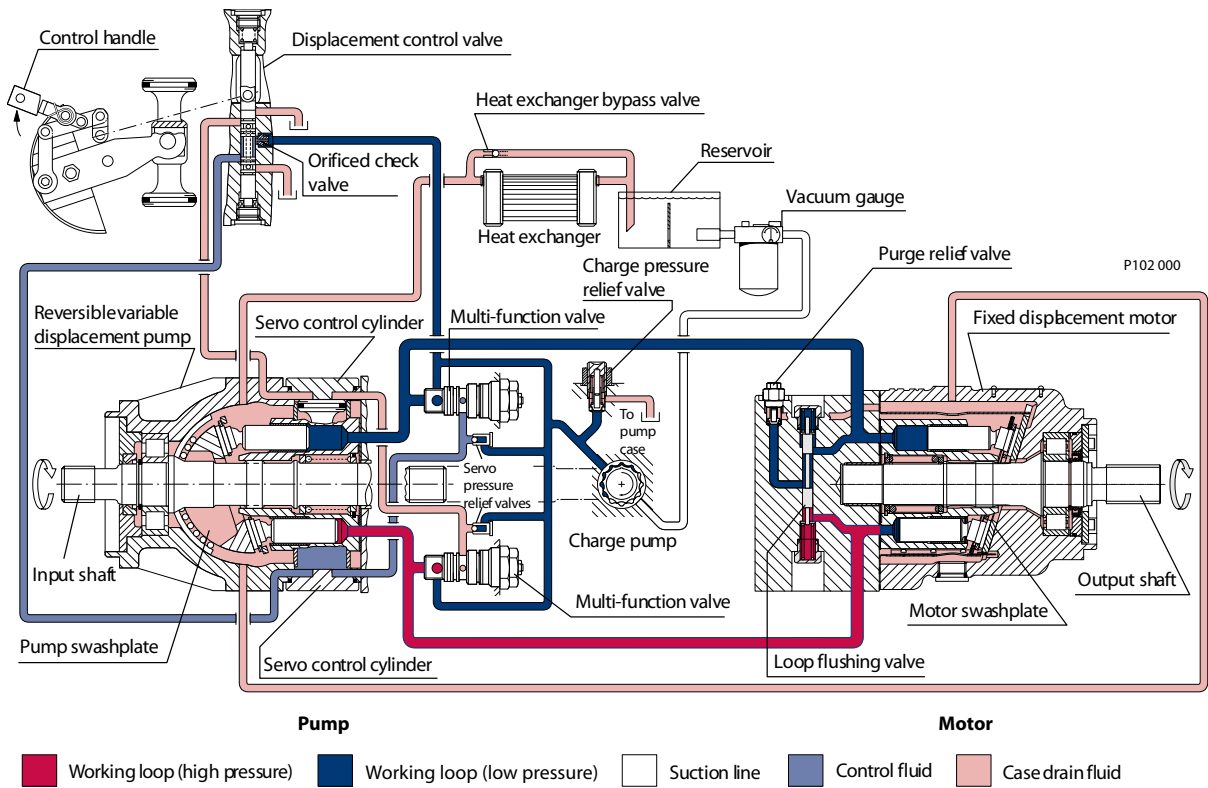 Control handle
Displacement control valve
Heat exchanger bypass valve
Orificed check
valve
Reservoir
Vacuum gauge
Heat exchanger
Charge pressure
relief valve
Purge relief valve
P102 000
Reversible variable
displacement pump
Servo control cylinder
Multi-function valve
Fixed displacement motor
To
pump
case
Servo
pressure
relief valves
Charge pump
Input shaft
Output shaft
Multi-function valve
Motor swashplate
Pump swashplate
Servo control cylinder
Loop flushing valve
Pump
Motor
Working loop (high pressure)
Working loop (low pressure)
Suction line
Control fluid
Case drain fluid